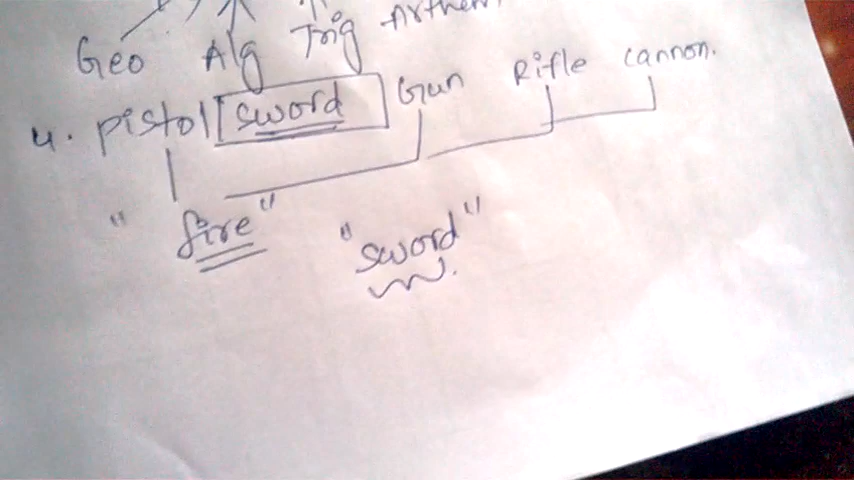 Geo Alg Trig
4. pistol sword Gun Rifle cannon.
"fire" "sword"